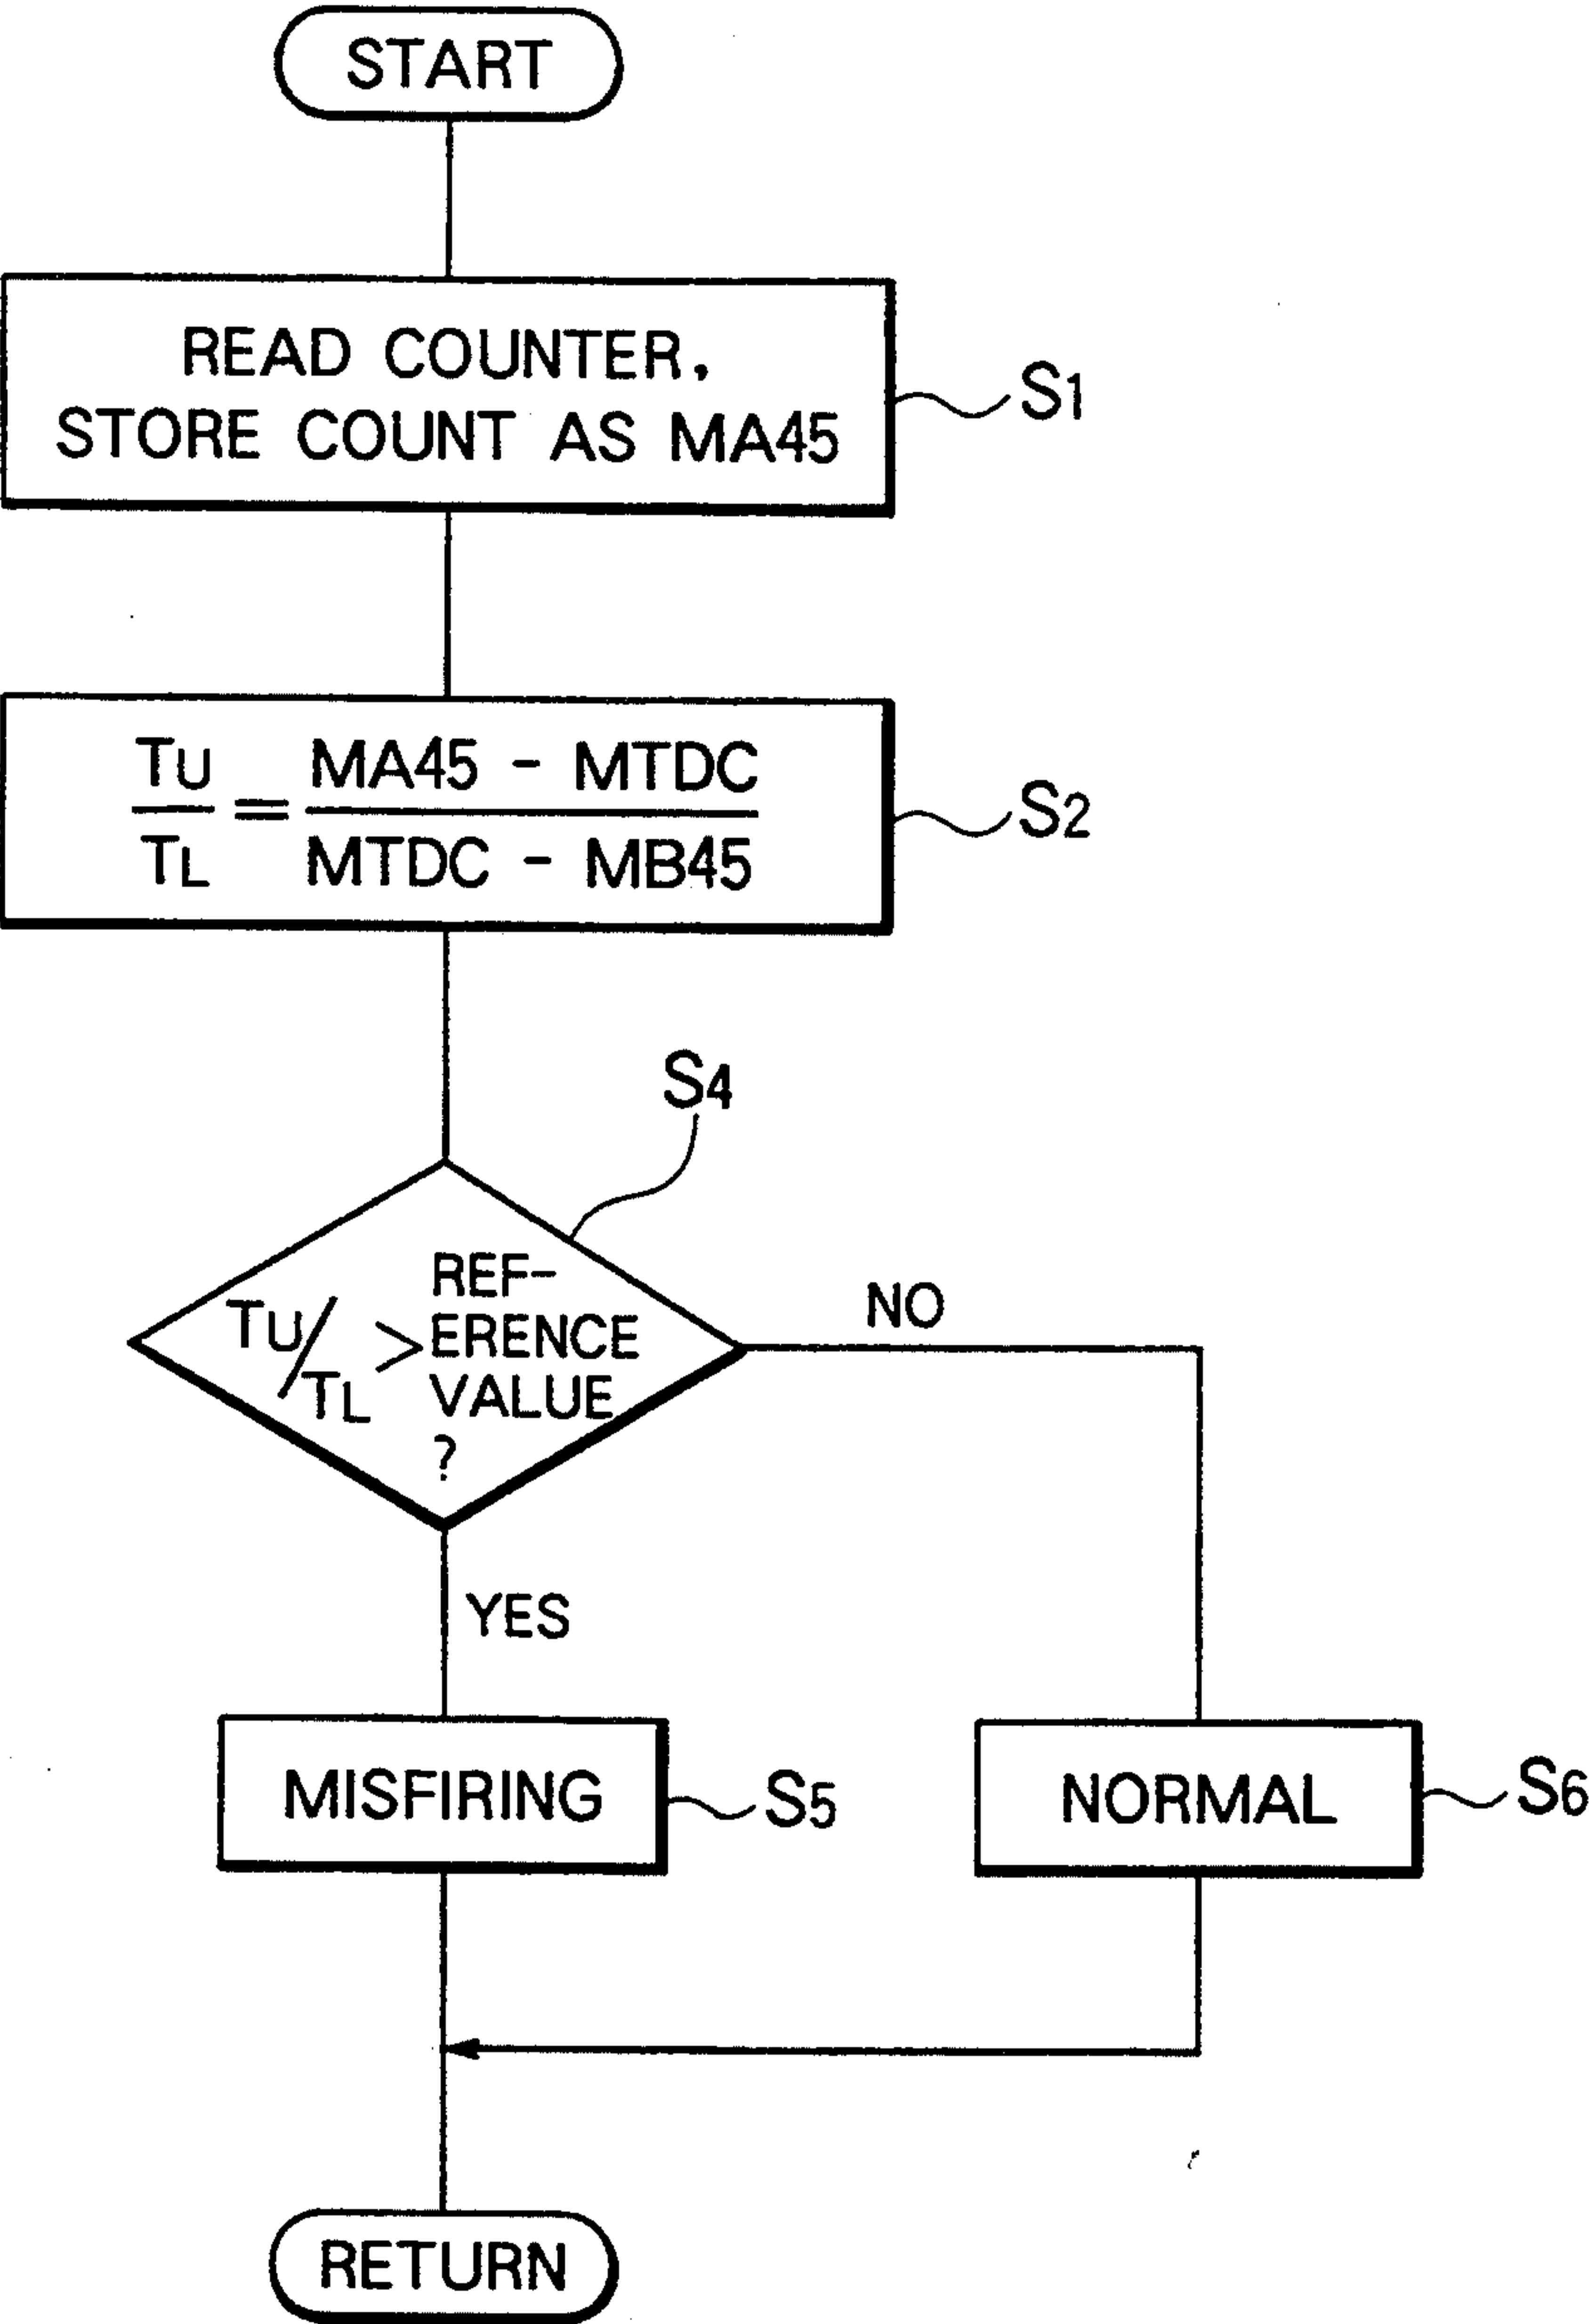 START
READ COUNTER,
STORE COUNT AS MA45
S1
TU MA45 - MTDC
=
TL MTDC - MB45
S2
S4
REF-
TU/TL > ERENCE
VALUE
?
NO
YES
MISFIRING
S5
NORMAL
S6
RETURN